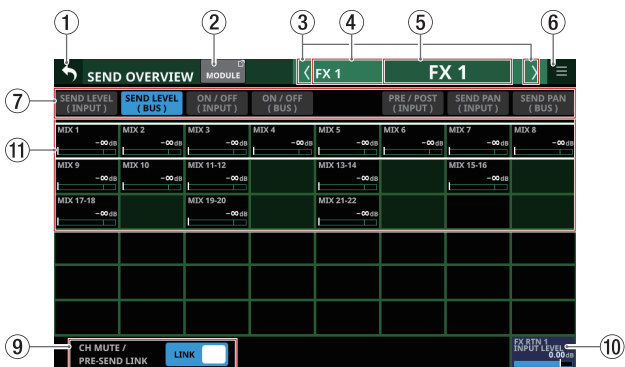 1 2 3 4 5 6
SEND OVERVIEW MODULE FX 1 FX 1
7
SEND LEVEL (INPUT)
SEND LEVEL (BUS)
ON / OFF (INPUT)
ON / OFF (BUS)
PRE / POST (INPUT)
SEND PAN (INPUT)
SEND PAN (BUS)
11
MIX 1 MIX 2 MIX 3 MIX 4 MIX 5 MIX 6 MIX 7 MIX 8
-∞dB -∞dB -∞dB -∞dB -∞dB -∞dB -∞dB -∞dB
MIX 9 MIX 10 MIX 11-12 MIX 13-14 MIX 15-16
-∞dB -∞dB -∞dB -∞dB -∞dB
MIX 17-18 MIX 19-20 MIX 21-22
-∞dB -∞dB -∞dB
9
CH MUTE /
PRE-SEND LINK
LINK
FX RTN 1
INPUT LEVEL
0.00dB
10